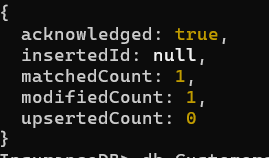 {
  acknowledged: true,
  insertedId: null,
  matchedCount: 1,
  modifiedCount: 1,
  upsertedCount: 0
}